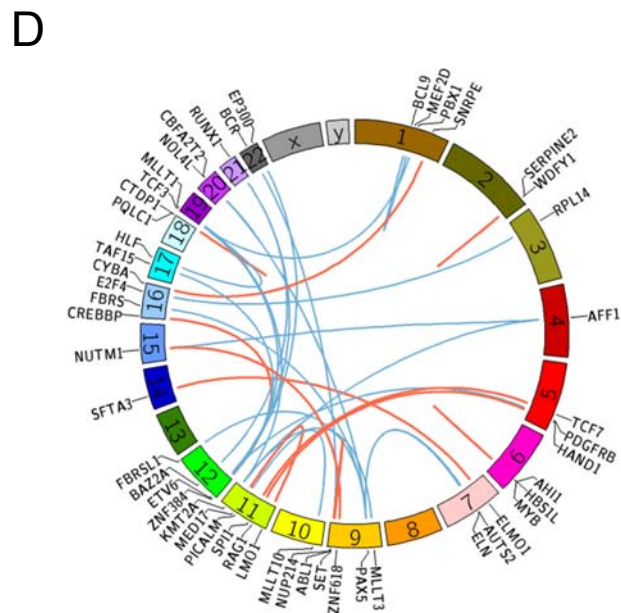 D
BCL9
MEF2D
PBX1
SNRPE
SERPINE2
WDFY1
RPL14
AFF1
TCF7
PDGFRB
HAND1
AHI1
HBS1L
MYB
ELMO1
AUTS2
ELN
MLLT3
PAX5
ZNF618
SET
ABL1
NUP214
MLLT10
LMO1
RAG1
SPI1
PICALM
MED17
KMT2A
ZNF384
ETV6
BAZ2A
FBRSL1
SFTA3
NUTM1
CREBBP
FBRS
E2F4
CYBA
TAF15
HLF
PQLC1
CTDP1
TCF3
MLLT1
NOL4L
CBFA2T
RUNX1
BCR
EP300
1
2
3
4
5
6
7
8
9
10
11
12
13
14
15
16
17
18
19
20
21
22
x
y